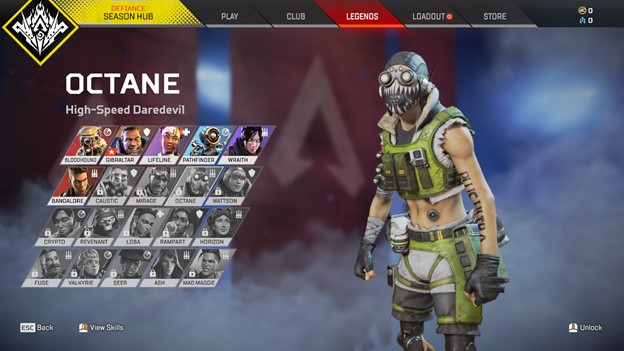 DEFIANCE
SEASON HUB
PLAY
CLUB
LEGENDS
LOADOUT
STORE
0
0
OCTANE
High-Speed Daredevil
BLOODHOUND GIBRALTAR LIFELINE PATHFINDER WRAITH
BANGALORE CAUSTIC MIRAGE OCTANE WATTSON
CRYPTO REVENANT LOBA RAMPART HORIZON
FUSE VALKYRIE SEER ASH MAD MAGGIE
ESC Back
View Skills
Unlock